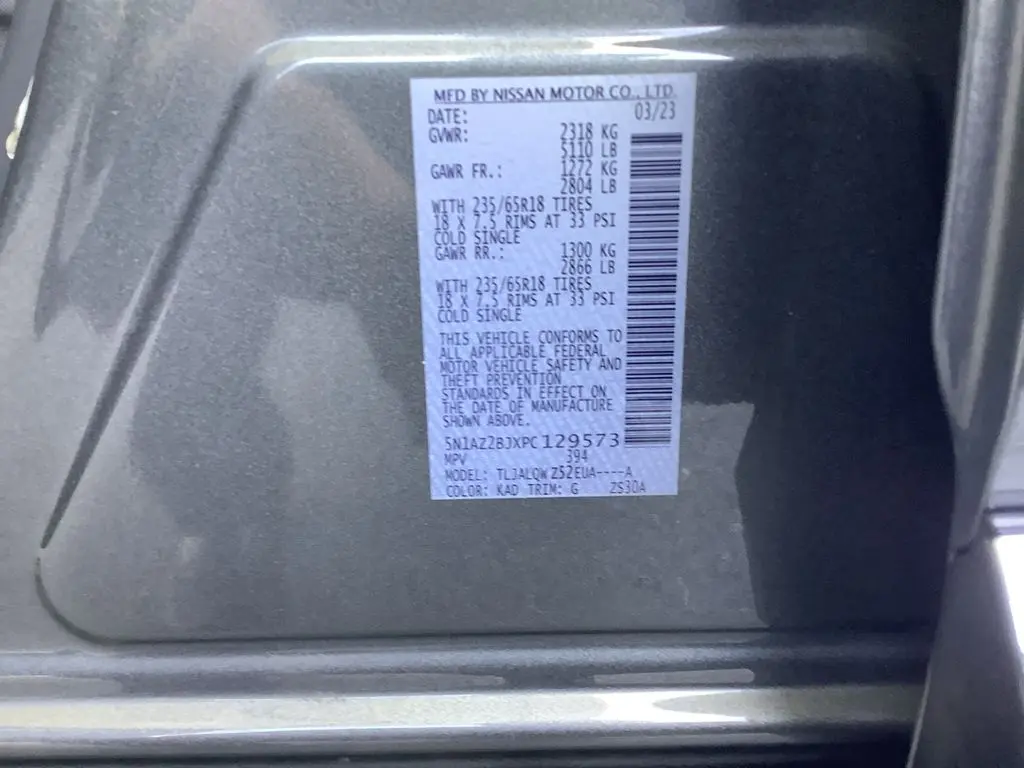 MFD BY NISSAN MOTOR CO., LTD.
DATE: 03/23
GVWR: 2318 KG
5110 LB
GAWR FR.: 1272 KG
2804 LB
WITH 235/65R18 TIRES
18 X 7.5 RIMS AT 33 PSI
COLD SINGLE
GAWR RR.: 1300 KG
2866 LB
WITH 235/65R18 TIRES
18 X 7.5 RIMS AT 33 PSI
COLD SINGLE
THIS VEHICLE CONFORMS TO
ALL APPLICABLE FEDERAL
MOTOR VEHICLE SAFETY AND
THEFT PREVENTION
STANDARDS IN EFFECT ON
THE DATE OF MANUFACTURE
SHOWN ABOVE.
5N1AZ2BJXPC129573
MPV 394
MODEL: TLJALQW Z52EUA----A
COLOR: KAD TRIM: G ZS30A